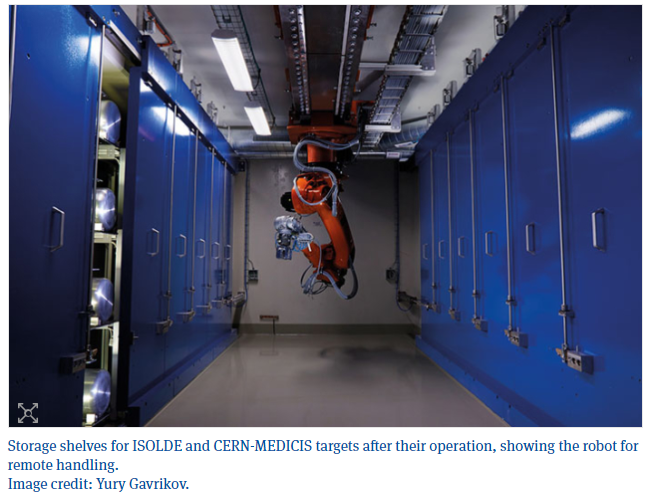 Storage shelves for ISOLDE and CERN-MEDICIS targets after their operation, showing the robot for
remote handling.
Image credit: Yury Gavrikov.